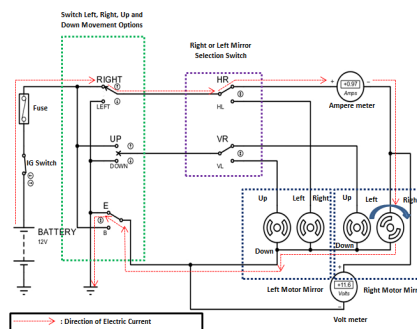 Switch Left, Right, Up and
Down Movement Options
Right or Left Mirror
Selection Switch
RIGHT
LEFT
HR
HL
+0.97
Amps
Ampere meter
Fuse
UP
DOWN
VR
VL
IG Switch
E
B
BATTERY
12V
Up
Left
Right
Down
Up
Left
Right
Down
Left Motor Mirror
Right Motor Mirr
+11.6
Volts
Volt meter
: Direction of Electric Current